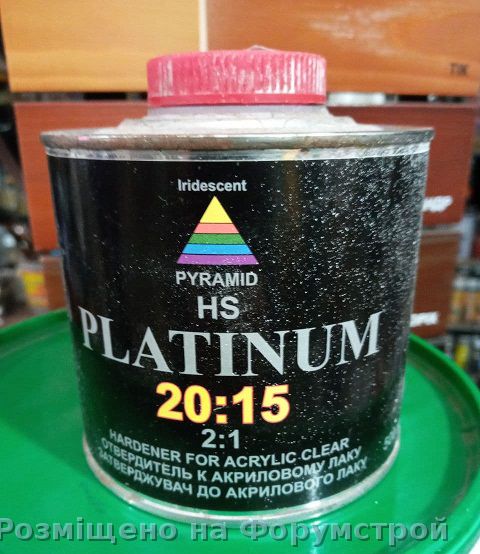 ТІК
Iridescent
PYRAMID
HS
PLATINUM
20:15
2:1
HARDENER FOR ACRYLIC CLEAR
ОТВЕРДИТЕЛЬ К АКРИЛОВОМУ ЛАКУ
ЗАТВЕРДЖУВАЧ ДО АКРИЛОВОГО ЛАКУ
Розміщено на Форумстрой